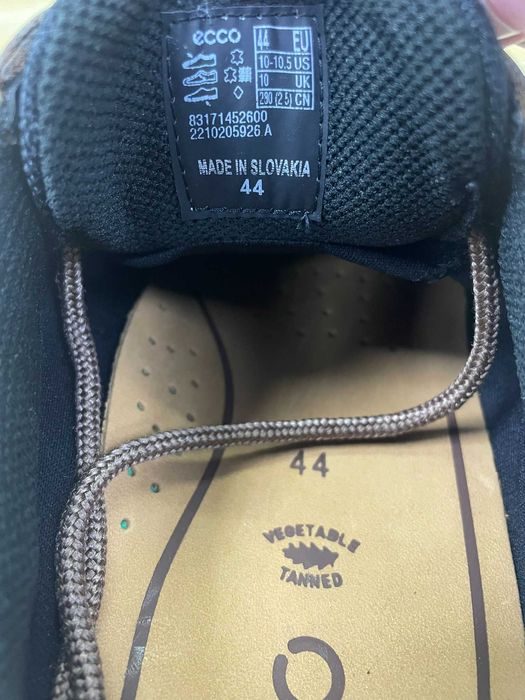 ecco
44 EU
10-10.5 US
10 UK
290 (2.5) CN
83171452600
2210205926 A
MADE IN SLOVAKIA
44
44
VEGETABLE
TANNED